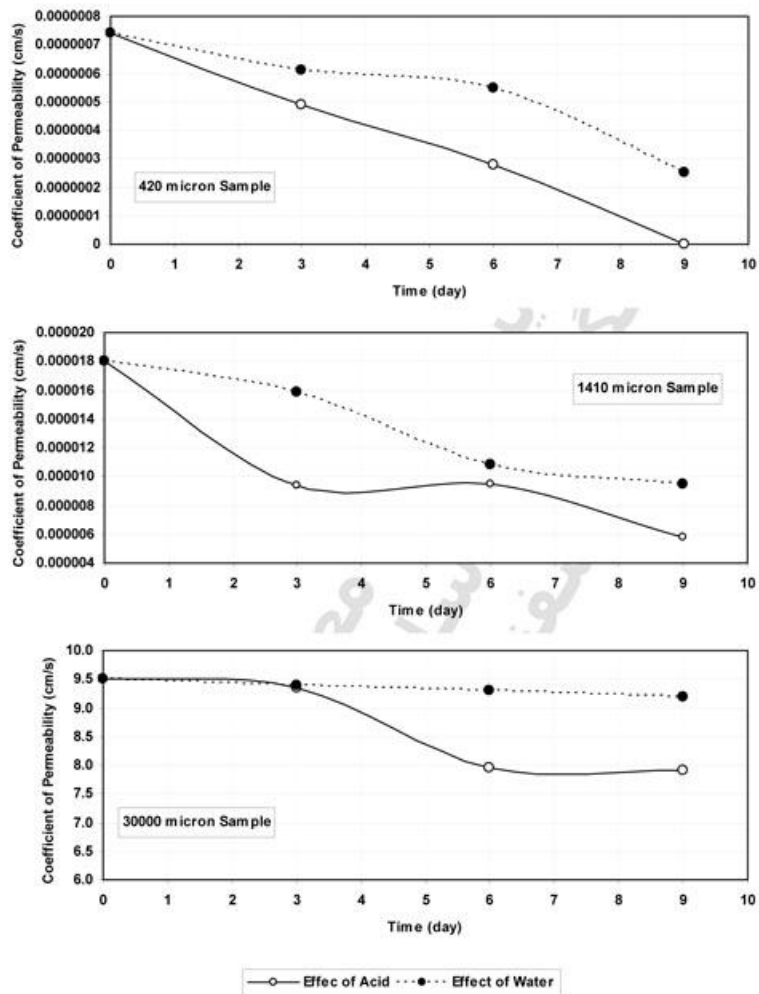 0.0000008
0.0000007
0.0000006
0.0000005
0.0000004
0.0000003
0.0000002
0.0000001
0
Coefficient of Permeability (cm/s)
420 micron Sample
0 1 2 3 4 5 6 7 8 9 10
Time (day)
0.000020
0.000018
0.000016
0.000014
0.000012
0.000010
0.000008
0.000006
0.000004
Coefficient of Permeability (cm/s)
1410 micron Sample
0 1 2 3 4 5 6 7 8 9 10
Time (day)
10.0
9.5
9.0
8.5
8.0
7.5
7.0
6.5
6.0
Coefficient of Permeability (cm/s)
30000 micron Sample
0 1 2 3 4 5 6 7 8 9 10
Time (day)
Effec of Acid Effect of Water